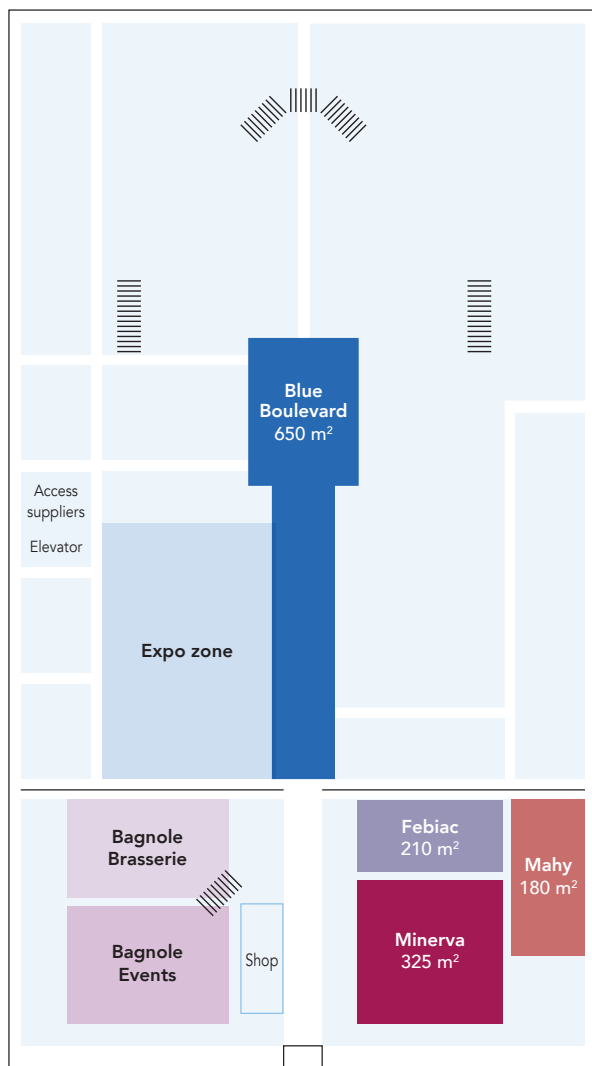 Blue
Boulevard
650 m²
Access
suppliers
Elevator
Expo zone
Bagnole
Brasserie
Febiac
210 m²
Mahy
180 m²
Bagnole
Events
Shop
Minerva
325 m²